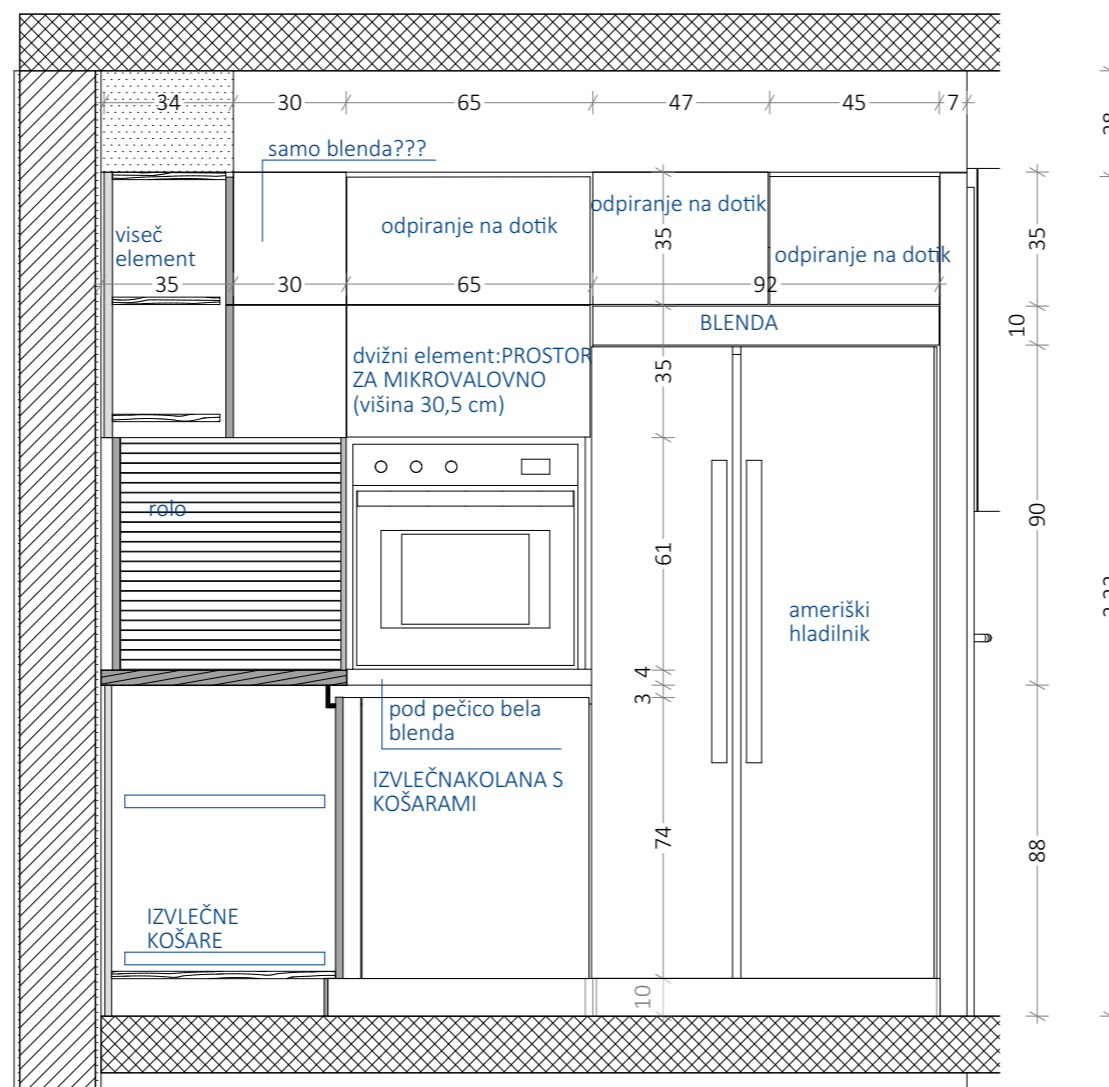 34 30 65 47 45 7
samo blenda???
odpiranje na dotik
odpiranje na dotik
odpiranje na dotik
viseč
element
35
35
35 30 65 92
BLENDA
10
dvižni element:PROSTOR
ZA MIKROVALOVNO
(višina 30,5 cm)
35
rolo
61
90
ameriški
hladilnik
4
3
pod pečico bela
blenda
IZVLEČNAKOLANA S
KOŠARAMI
74
88
IZVLEČNE
KOŠARE
10